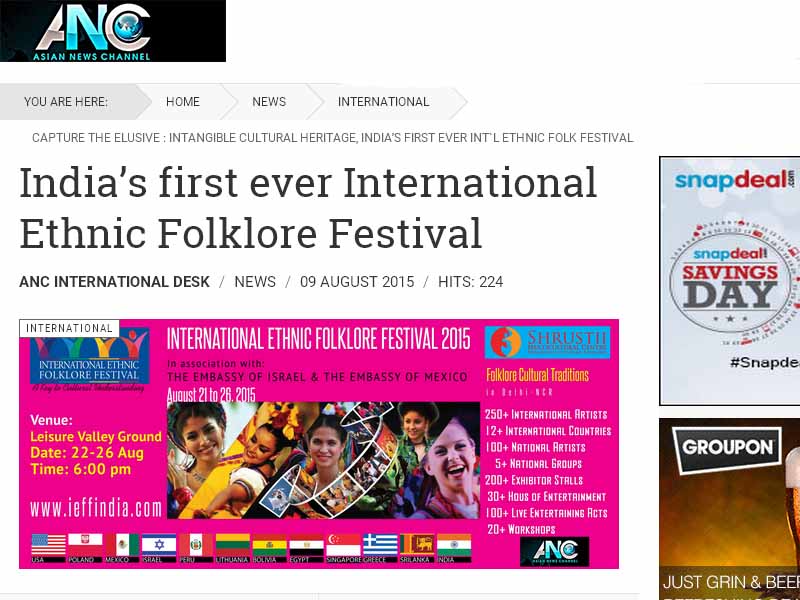 ANC
ASIAN NEWS CHANNEL
YOU ARE HERE:
HOME
NEWS
INTERNATIONAL
CAPTURE THE ELUSIVE : INTANGIBLE CULTURAL HERITAGE, INDIA'S FIRST EVER INT`L ETHNIC FOLK FESTIVAL
India's first ever International
Ethnic Folklore Festival
ANC INTERNATIONAL DESK / NEWS / 09 AUGUST 2015 / HITS: 224
INTERNATIONAL
INTERNATIONAL ETHNIC
FOLKLORE FESTIVAL
A Key to Cultural Understanding
INTERNATIONAL ETHNIC FOLKLORE FESTIVAL 2015
In association with:
THE EMBASSY OF ISRAEL & THE EMBASSY OF MEXICO
August 21 to 26, 2015
Venue:
Leisure Valley Ground
Date: 22-26 Aug
Time: 6:00 pm
www.ieffindia.com
SHRUSTII
Folklore Cultural Traditions
in Delhi-NCR
250+ International Artists
12+ International Countries
100+ National Artists
5+ National Groups
200+ Exhibitor Stalls
30+ Hous of Entertainment
100+ Live Entertaining Acts
20+ Workshops
USA
POLAND
MEXICO
ISRAEL
PERU
LITHUANIA
BOLIVIA
EGYPT
SINGAPORE
GREECE
SRILANKA
INDIA
ANC
ASIAN NEWS CHANNEL
snapdeal.com
snapdeal
SAVINGS
DAY
#Snapde
GROUPON
JUST GRIN & BEER